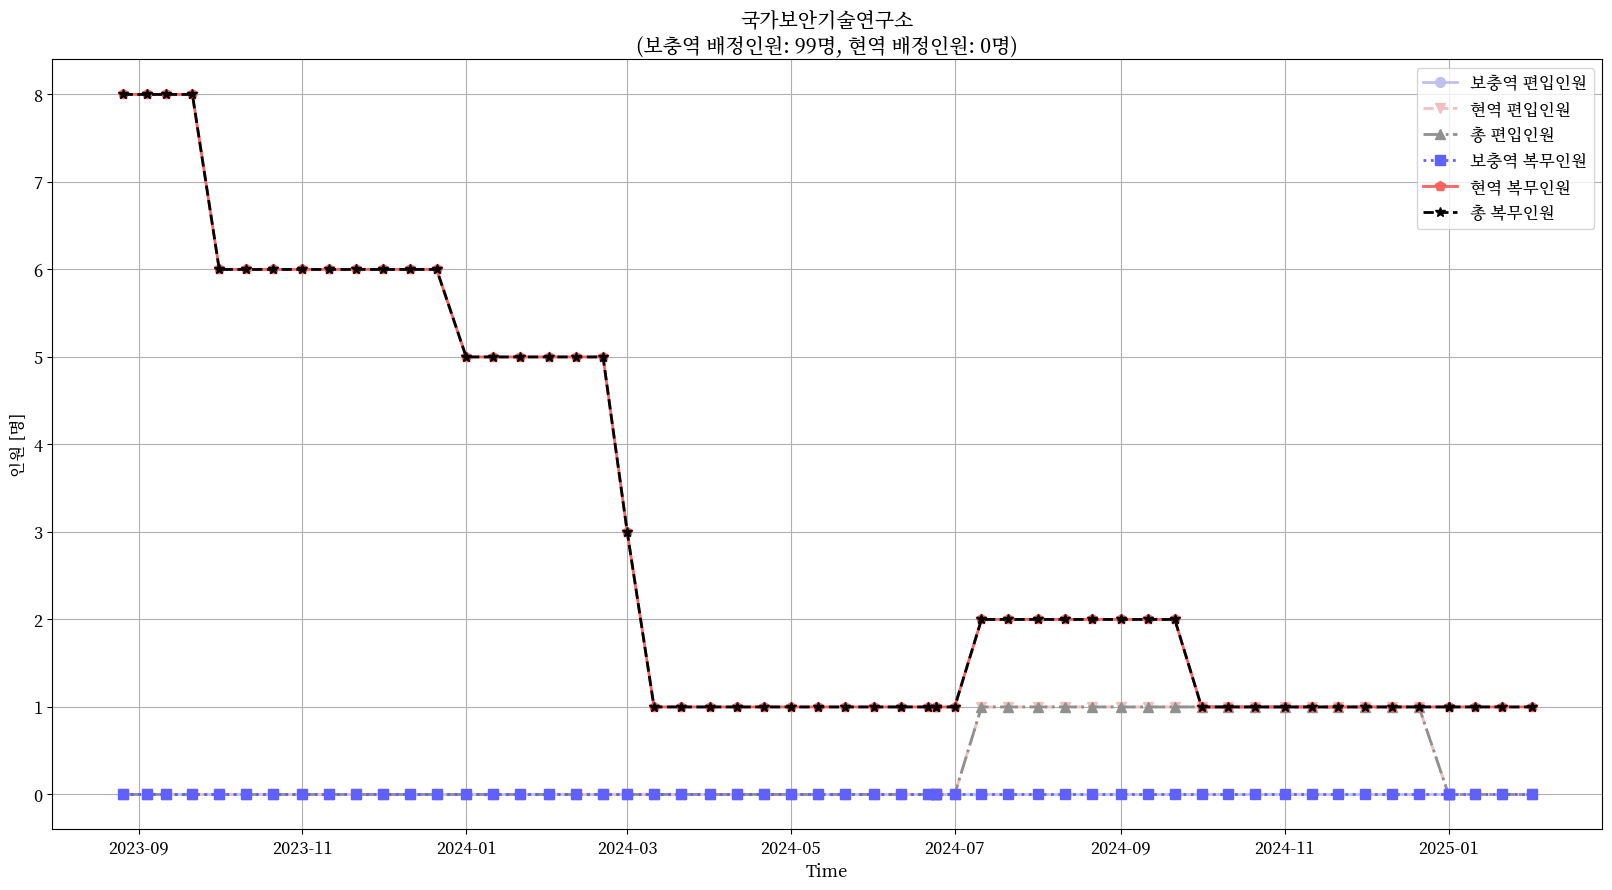 국가보안기술연구소
(보충역 배정인원: 99명, 현역 배정인원: 0명)
보충역 편입인원
현역 편입인원
총 편입인원
보충역 복무인원
현역 복무인원
총 복무인원
인원 [명]
8
7
6
5
4
3
2
1
0
2023-09
2023-11
2024-01
2024-03
2024-05
2024-07
2024-09
2024-11
2025-01
Time